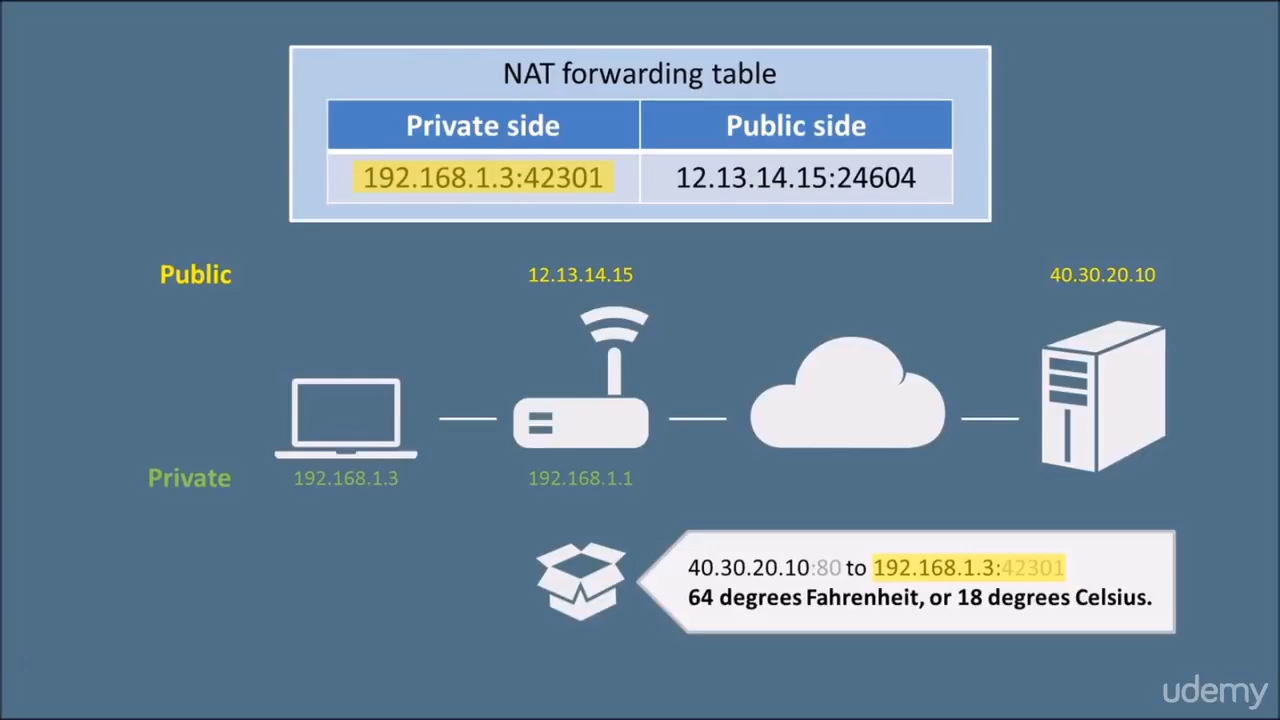 NAT forwarding table
Private side Public side
192.168.1.3:42301 12.13.14.15:24604
Public 12.13.14.15 40.30.20.10
Private 192.168.1.3 192.168.1.1
40.30.20.10:80 to 192.168.1.3:42301
64 degrees Fahrenheit, or 18 degrees Celsius.
udemy